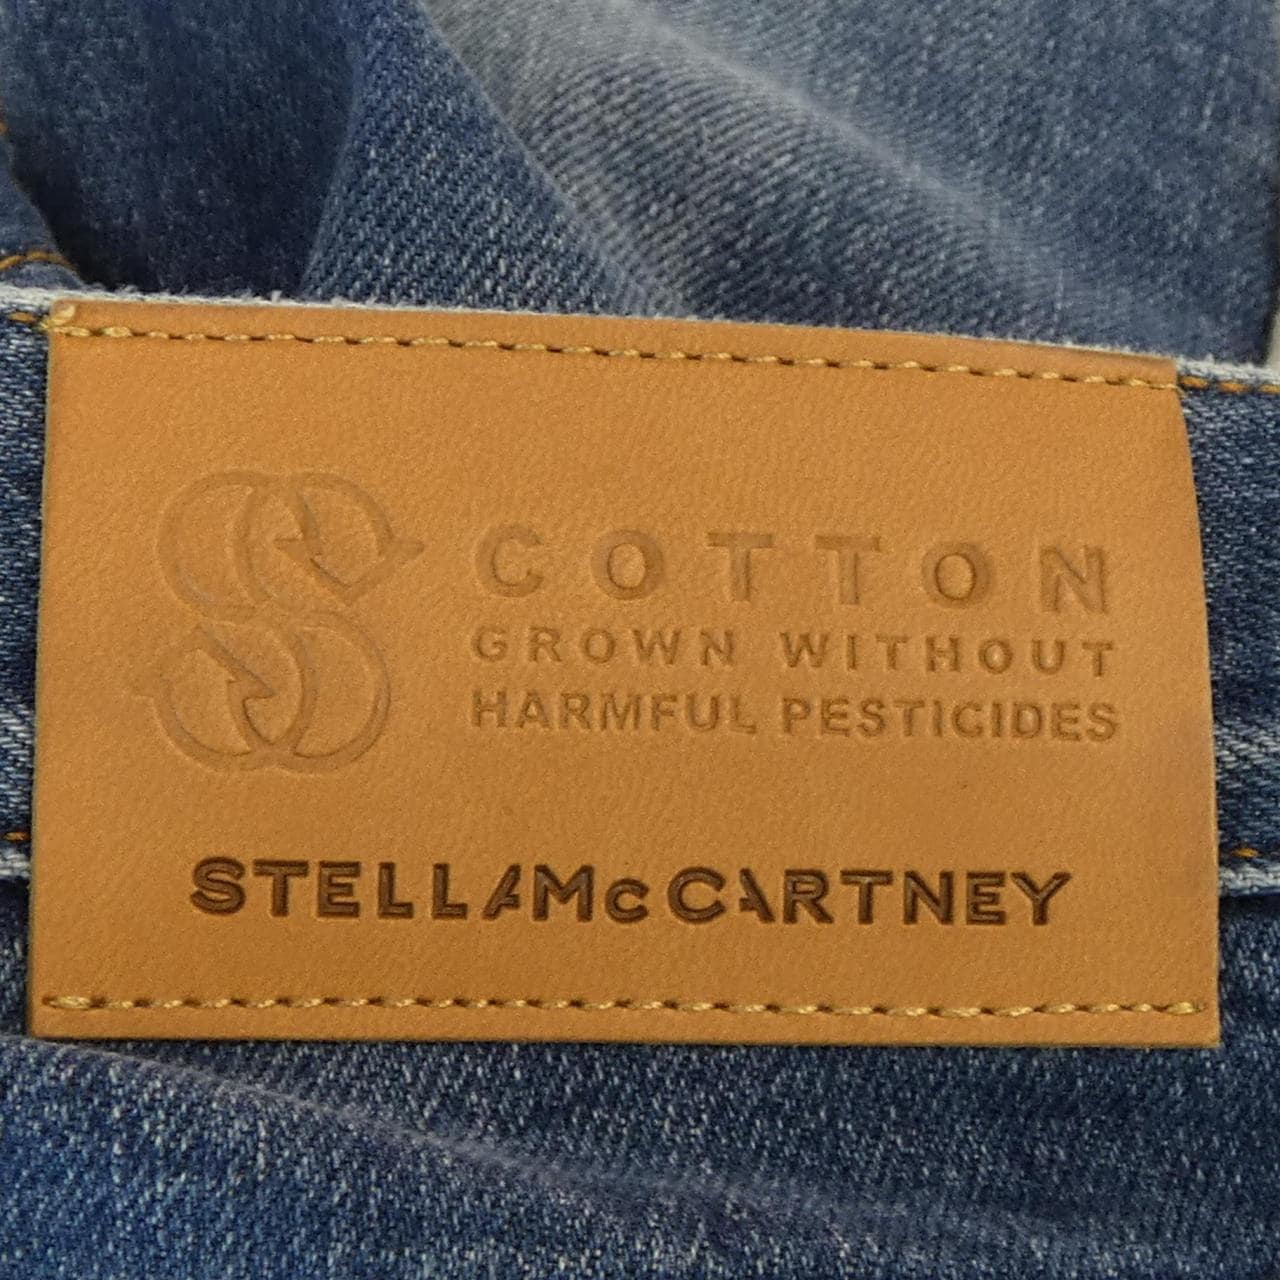 COTTON
GROWN WITHOUT
HARMFUL PESTICIDES
STELLAMcCARTNEY